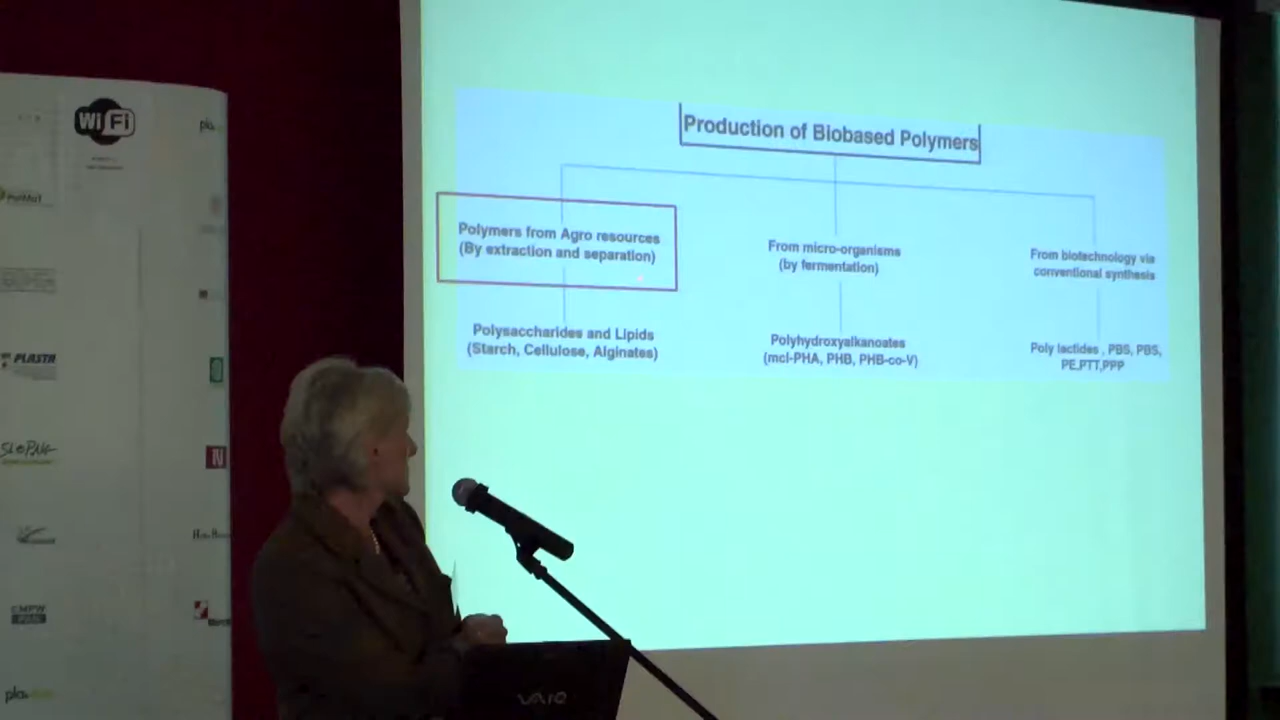 WiFi
PLASTR
CMPW
PAN
Production of Biobased Polymers
Polymers from Agro resources
(By extraction and separation)
From micro-organisms
(by fermentation)
From biotechnology via
conventional synthesis
Polysaccharides and Lipids
(Starch, Cellulose, Alginates)
Polyhydroxyalkanoates
(mcl-PHA, PHB, PHB-co-V)
Poly lactides , PBS, PBS,
PE,PTT,PPP
VAIO